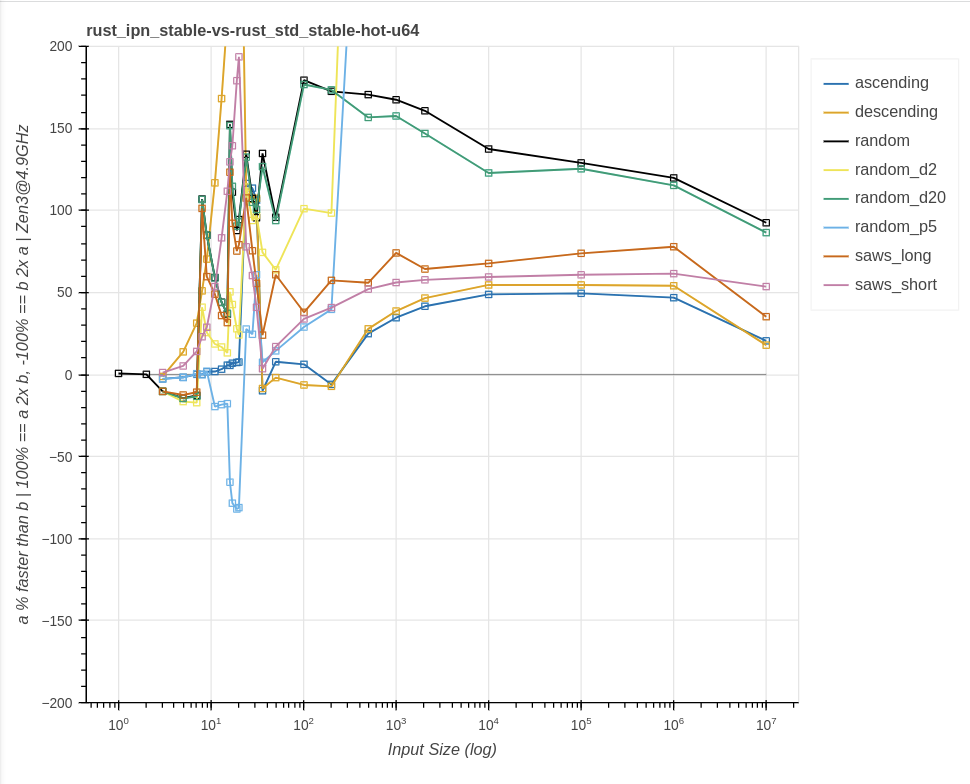 rust_ipn_stable-vs-rust_std_stable-hot-u64
a % faster than b | 100% == a 2x b, -100% == b 2x a | Zen3@4.9GHz
200
150
100
50
0
−50
−100
−150
−200
10⁰ 10¹ 10² 10³ 10⁴ 10⁵ 10⁶ 10⁷
Input Size (log)
ascending
descending
random
random_d2
random_d20
random_p5
saws_long
saws_short